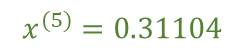 x⁽⁵⁾ = 0.31104